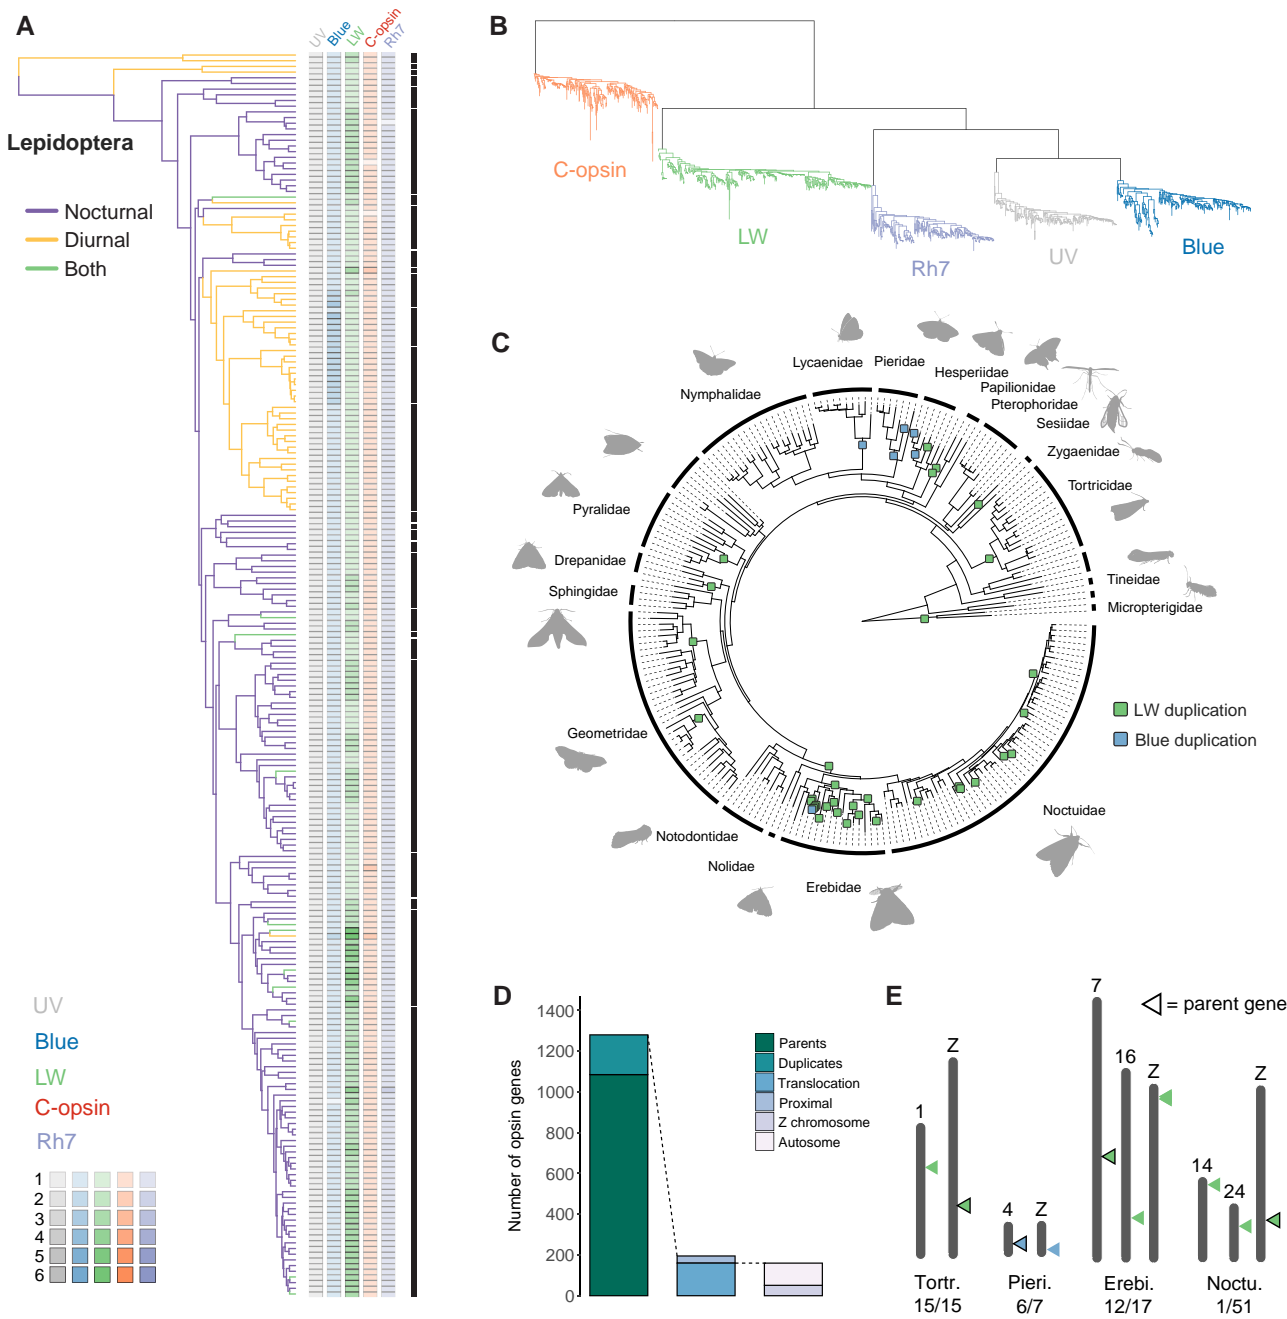 A
UV
Blue
LW
C-opsin
Rh7
Lepidoptera
Nocturnal
Diurnal
Both
UV
Blue
LW
C-opsin
Rh7
1
2
3
4
5
6
B
C-opsin
LW
Rh7
UV
Blue
C
Lycaenidae
Pieridae
Hesperiidae
Papilionidae
Pterophoridae
Sesiidae
Zygaenidae
Tortricidae
Tineidae
Micropterigidae
Nymphalidae
Pyralidae
Drepanidae
Sphingidae
Geometridae
Notodontidae
Nolidae
Erebidae
Noctuidae
LW duplication
Blue duplication
D
Number of opsin genes
1400
1200
1000
800
600
400
200
0
Parents
Duplicates
Translocation
Proximal
Z chromosome
Autosome
E
= parent gene
1
Z
Tortr.
15/15
4
Z
Pieri.
6/7
7
16
Z
Erebi.
12/17
14
24
Z
Noctu.
1/51